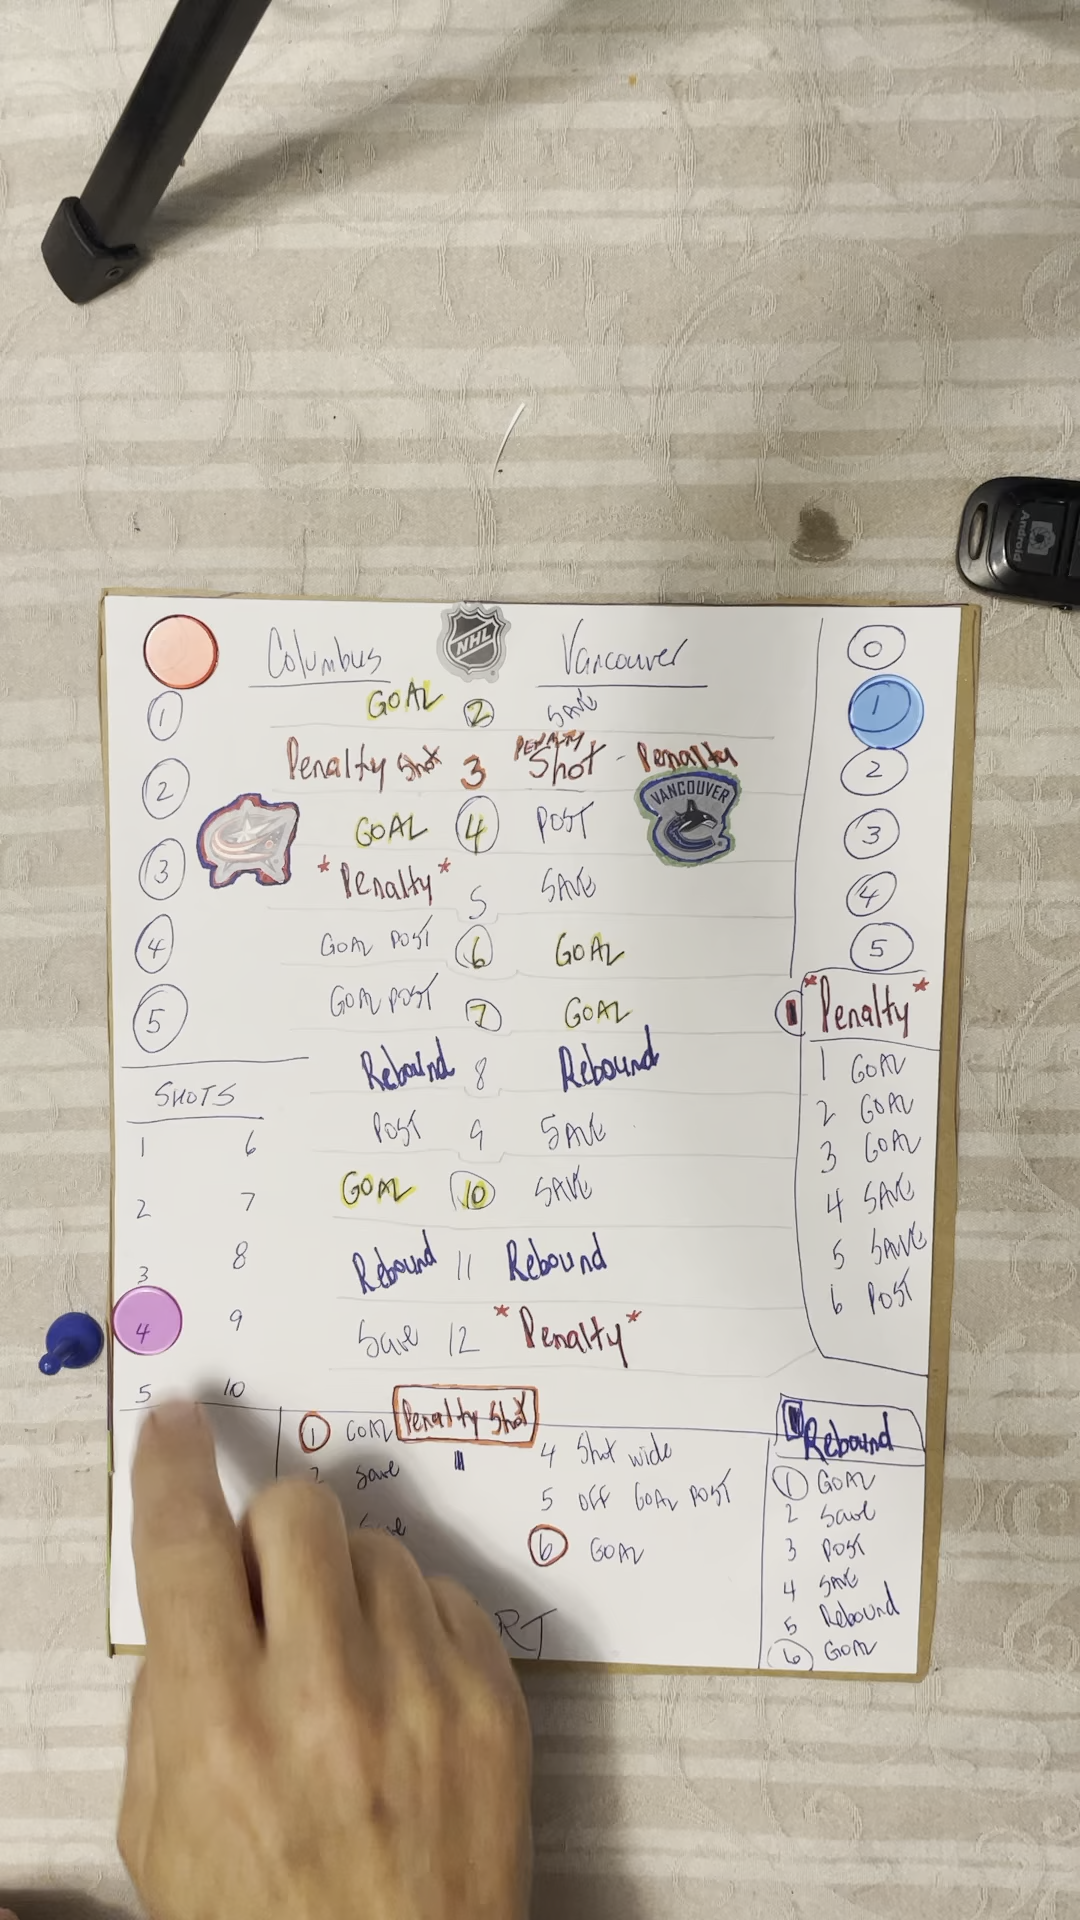 Columbus NHL Vancouver 0
GOAL 2 SAVE
1 1
Penalty Shot 3 PENALTY Shot - Penalty
2 VANCOUVER 2
GOAL 4 POST
3 3
*Penalty* 5 SAVE
4
GOAL POST 6 GOAL
4 5
GOAL POST 7 GOAL
5 *Penalty*
Rebound 8 Rebound
1 GOAL
SHOTS
POST 9 SAVE
2 GOAL
1 6
3 GOAL
GOAL 10 SAVE
4 SAVE
2 7
5 SAVE
Rebound 11 Rebound
3 8
6 POST
Save 12 *Penalty*
4 9
5 10
Penalty Shot
1 GOAL
2 Save
Save
4 Shot wide
5 OFF GOAL POST
6 GOAL
Rebound
1 GOAL
2 Save
3 POST
4 SAVE
5 Rebound
6 GOAL
RT
Android